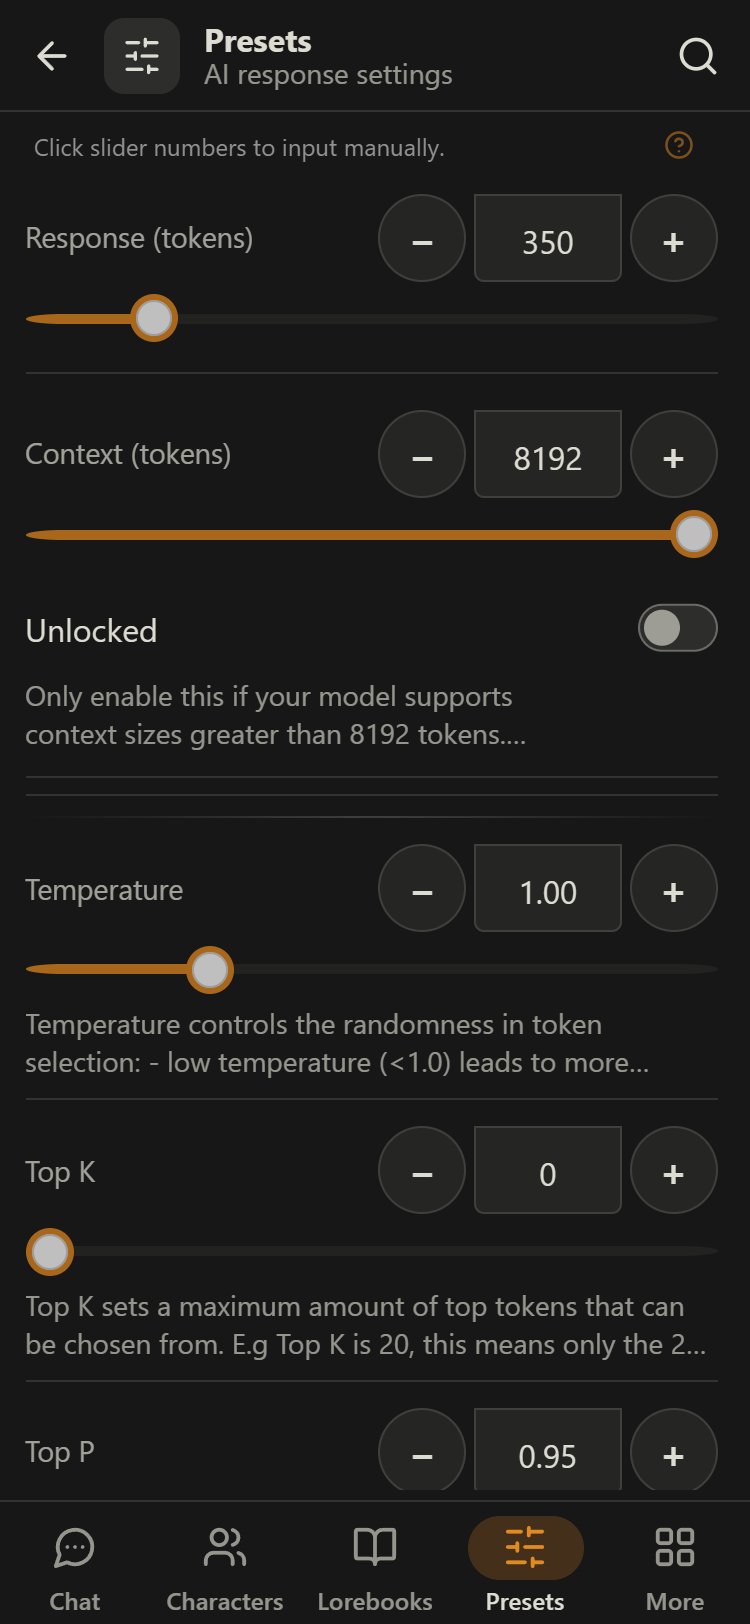 Presets
AI response settings
Click slider numbers to input manually.
Response (tokens)
350
Context (tokens)
8192
Unlocked
Only enable this if your model supports
context sizes greater than 8192 tokens....
Temperature
1.00
Temperature controls the randomness in token
selection: - low temperature (<1.0) leads to more...
Top K
0
Top K sets a maximum amount of top tokens that can
be chosen from. E.g Top K is 20, this means only the 2...
Top P
0.95
Chat
Characters
Lorebooks
Presets
More